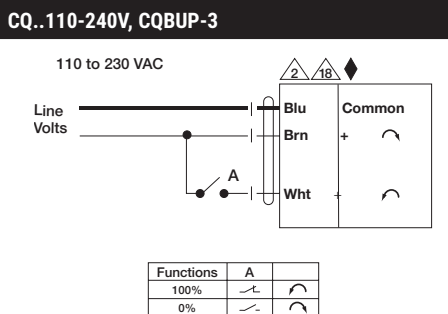 CQ..110-240V, CQBUP-3
110 to 230 VAC
2 18
Line
Volts
Blu Common
Brn +
A
Wht +
Functions A
100%
0%